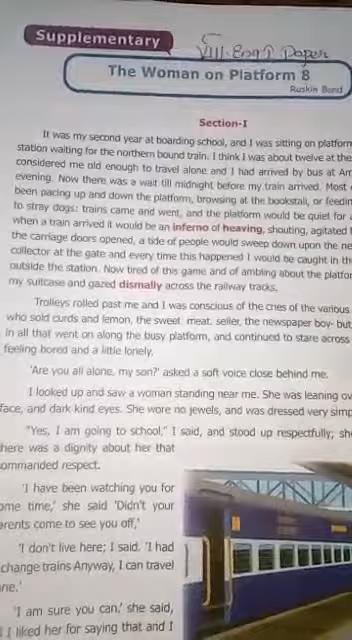 Supplementary
VIII-Eng I Paper
The Woman on Platform 8
Ruskin Bond
Section-I
It was my second year at boarding school, and I was sitting on platform
station waiting for the northern bound train. I think I was about twelve at the
considered me old enough to travel alone and I had arrived by bus at Am
evening. Now there was a wait till midnight before my train arrived. Most
been pacing up and down the platform, browsing at the bookstall, or feedin
to stray dogs: trains came and went, and the platform would be quiet for
when a train arrived it would be an inferno of heaving, shouting, agitated
the carriage doors opened, a tide of people would sweep down upon the ne
collector at the gate and every time this happened I would be caught in th
outside the station. Now tired of this game and of ambling about the platfor
my suitcase and gazed dismally across the railway tracks.
Trolleys rolled past me and I was conscious of the cries of the various
who sold curds and lemon, the sweet meat. seller, the newspaper boy- but
in all that went on along the busy platform, and continued to stare across
feeling bored and a little lonely.
'Are you all alone, my son?' asked a soft voice close behind me.
I looked up and saw a woman standing near me. She was leaning ov
face, and dark kind eyes. She wore no jewels, and was dressed very simp
"Yes, I am going to school," I said, and stood up respectfully; she
there was a dignity about her that
ommanded respect.
'I have been watching you for
ome time,' she said 'Didn't your
arents come to see you off,'
'I don't live here; I said. 'I had
change trains Anyway, I can travel
ne.'
'I am sure you can,' she said,
I liked her for saying that and I